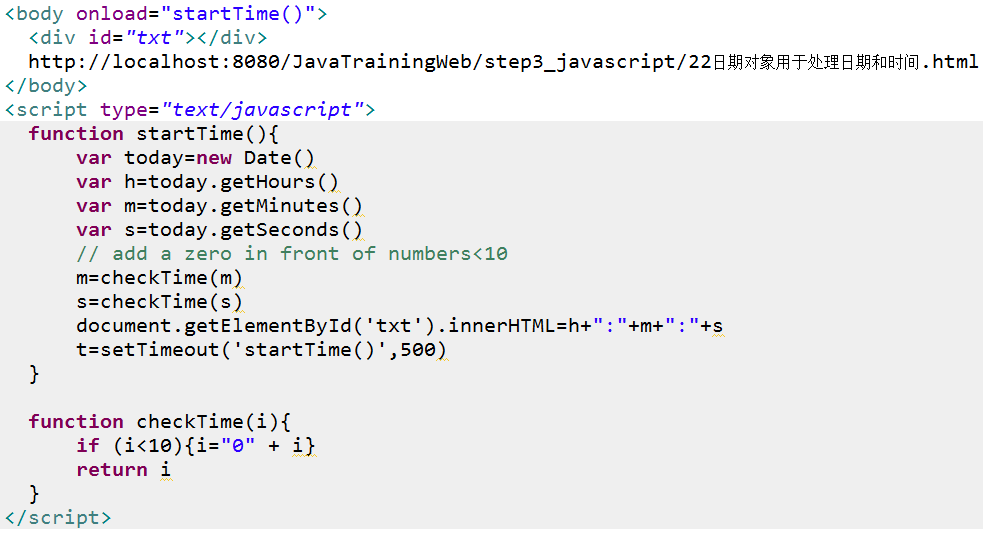 <body onload="startTime()">
  <div id="txt"></div>
  http://localhost:8080/JavaTrainingWeb/step3_javascript/22日期对象用于处理日期和时间.html
</body>
<script type="text/javascript">
  function startTime(){
      var today=new Date()
      var h=today.getHours()
      var m=today.getMinutes()
      var s=today.getSeconds()
      // add a zero in front of numbers<10
      m=checkTime(m)
      s=checkTime(s)
      document.getElementById('txt').innerHTML=h+":"+m+":"+s
      t=setTimeout('startTime()',500)
  }

  function checkTime(i){
      if (i<10){i="0" + i}
      return i
  }
</script>